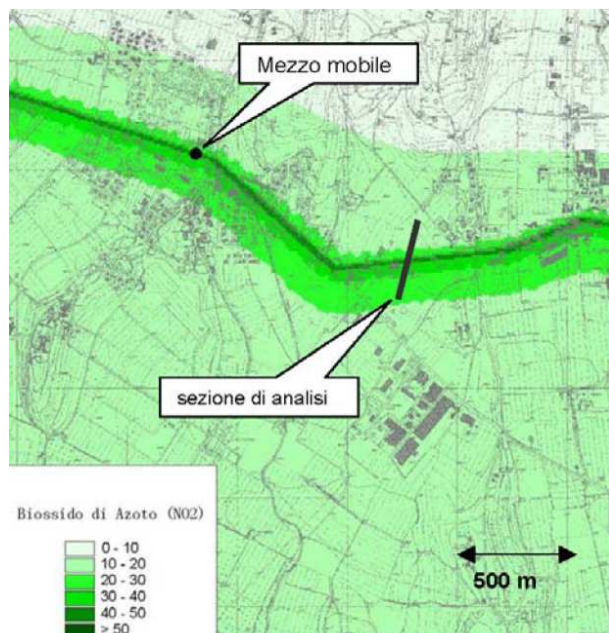 Mezzo mobile
sezione di analisi
Biossido di Azoto (NO2)
0 - 10
10 - 20
20 - 30
30 - 40
40 - 50
> 50
500 m